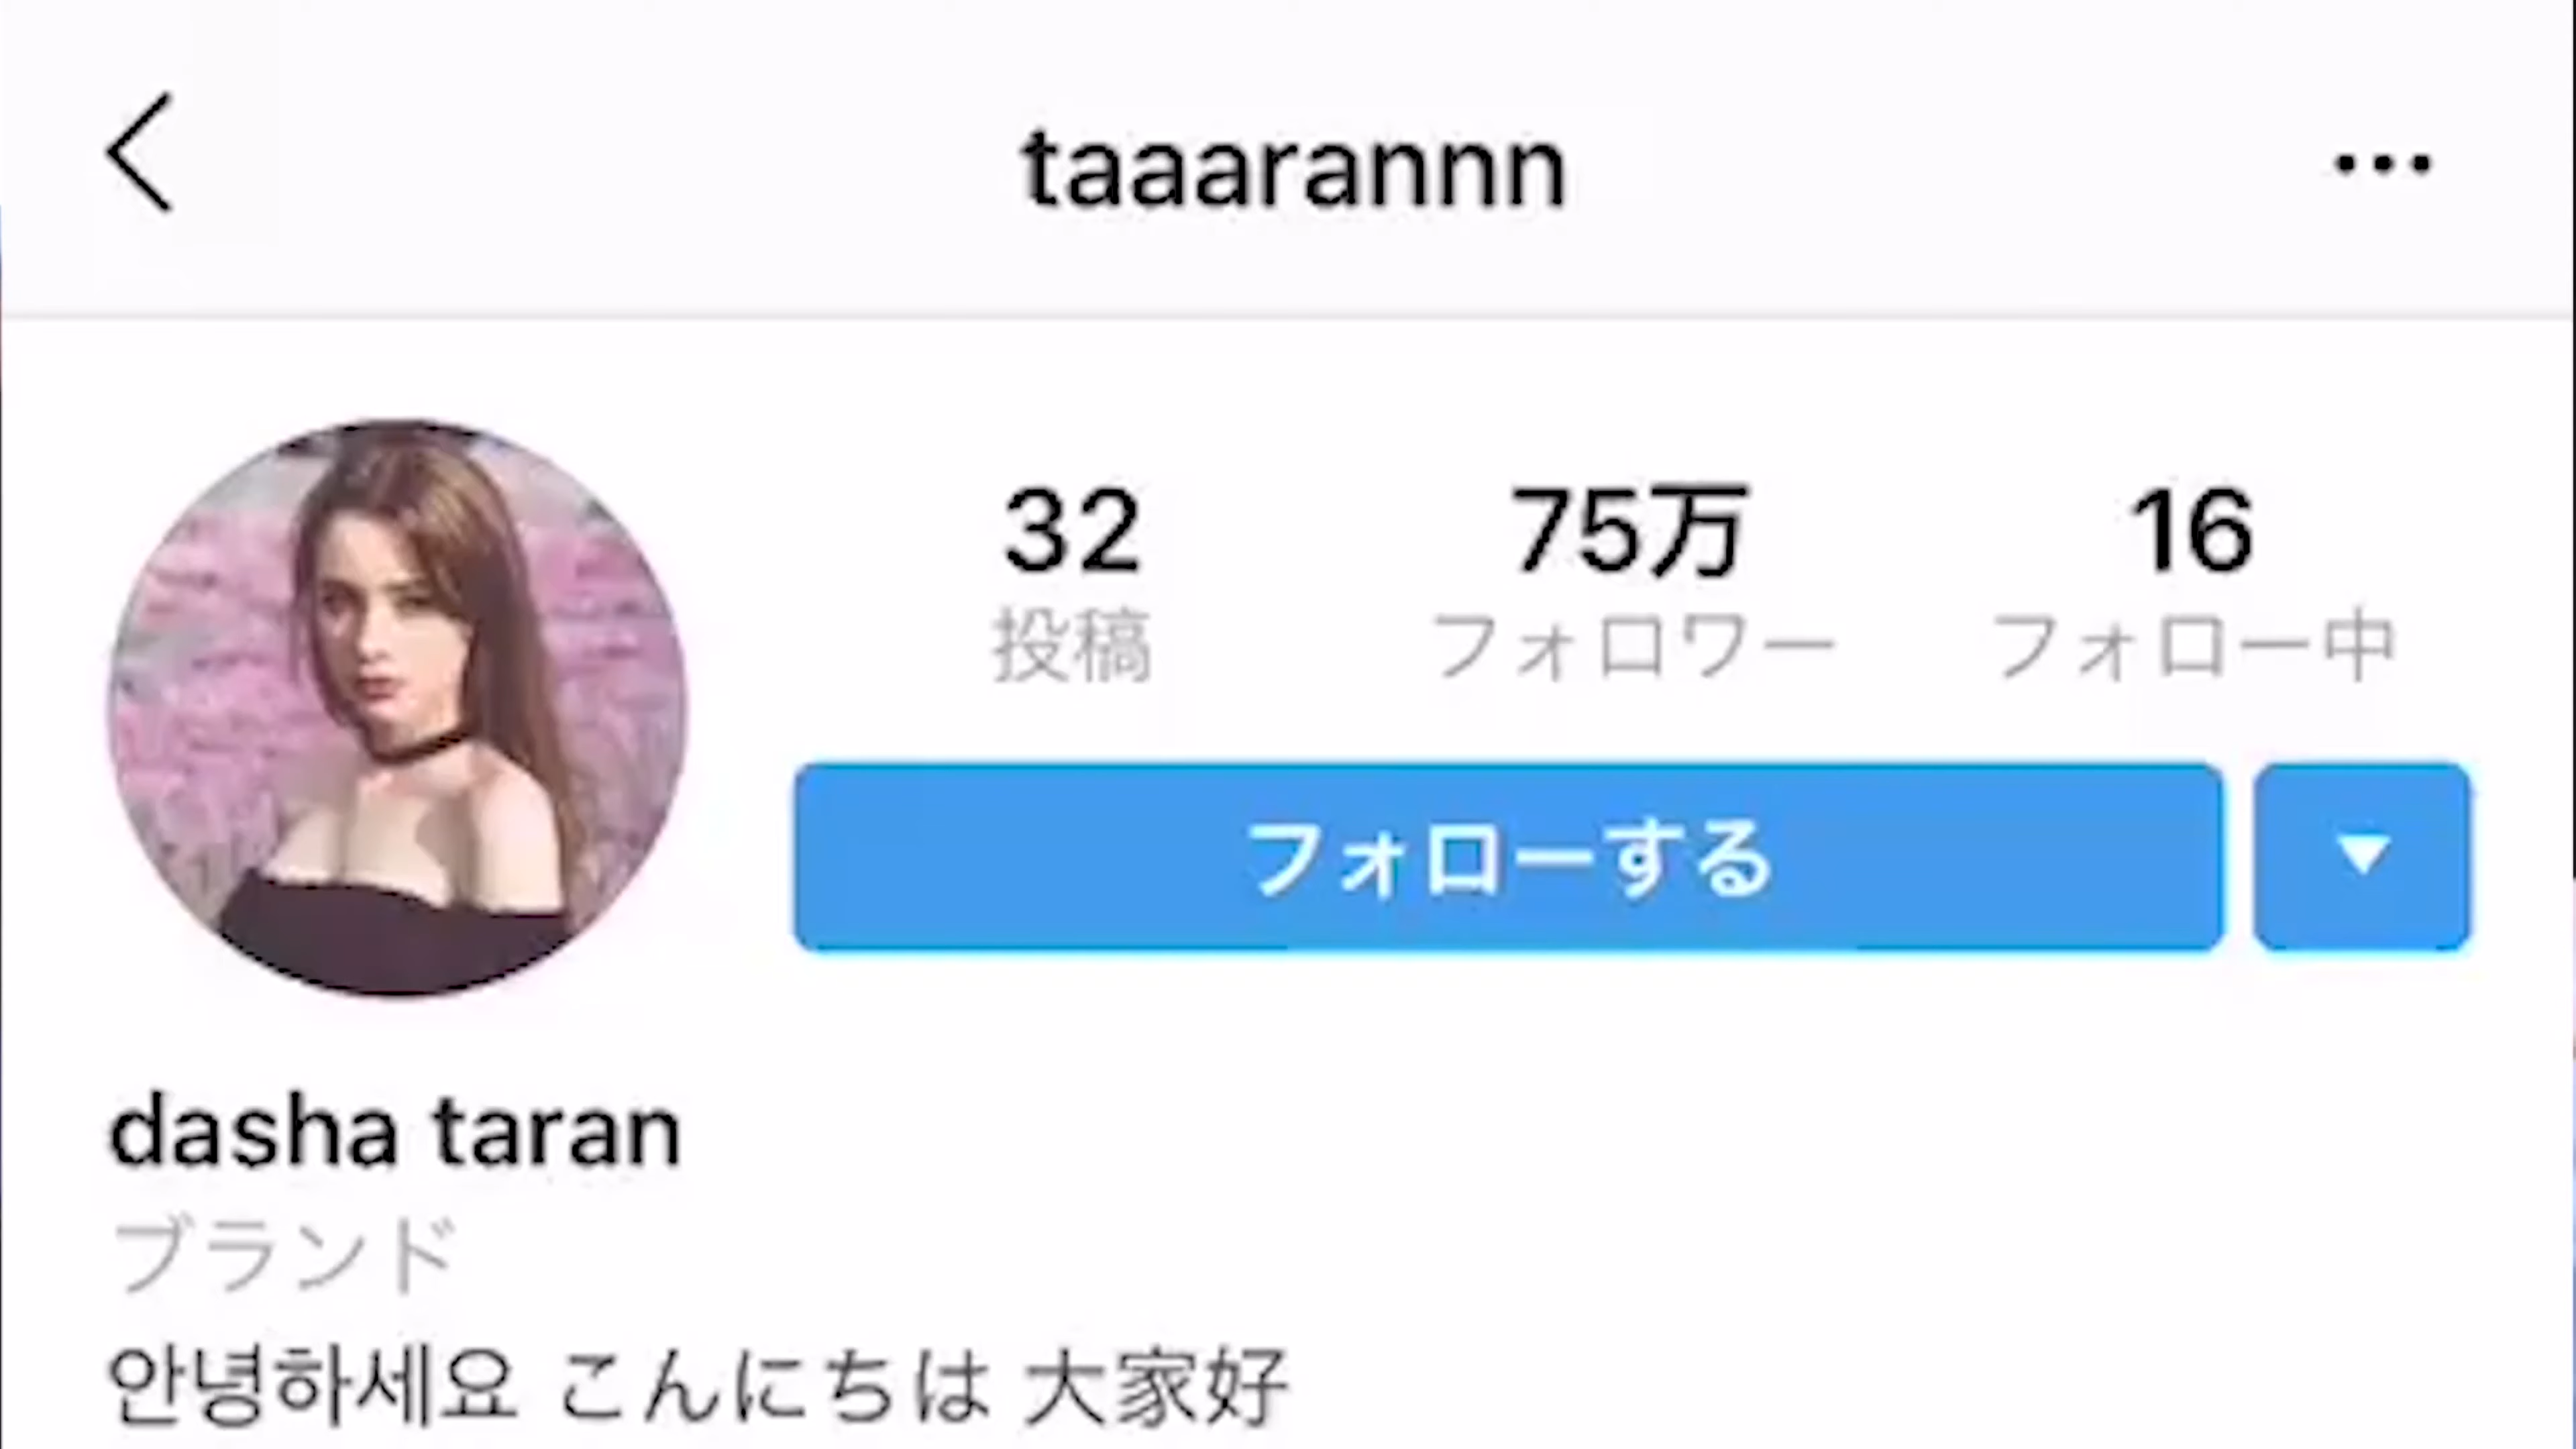 taaarannn
32 75万 16
投稿 フォロワー フォロー中
フォローする
dasha taran
ブランド
안녕하세요 こんにちは 大家好